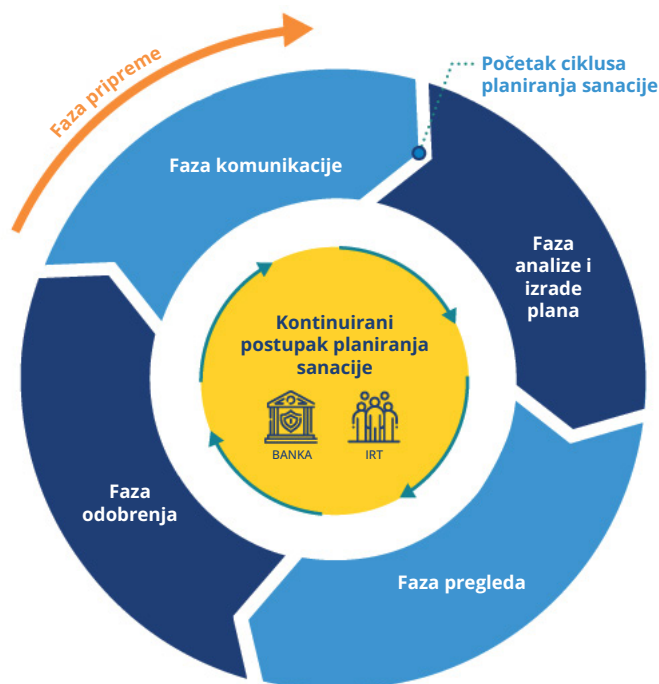 Faza pripreme
Početak ciklusa
planiranja sanacije
Faza komunikacije
Faza
analize i
izrade
plana
Kontinuirani
postupak planiranja
sanacije
BANKA
IRT
Faza
odobrenja
Faza pregleda